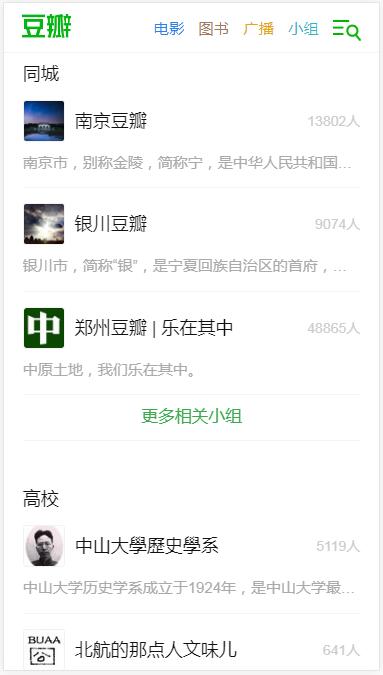 豆瓣 电影 图书 广播 小组
同城
南京豆瓣 13802人
南京市，别称金陵，简称宁，是中华人民共和国...
银川豆瓣 9074人
银川市，简称“银”，是宁夏回族自治区的首府，...
中 郑州豆瓣 | 乐在其中 48865人
中原土地，我们乐在其中。
更多相关小组
高校
中山大學歷史學系 5119人
中山大学历史学系成立于1924年，是中山大学最...
BUAA
北航的那点人文味儿 641人